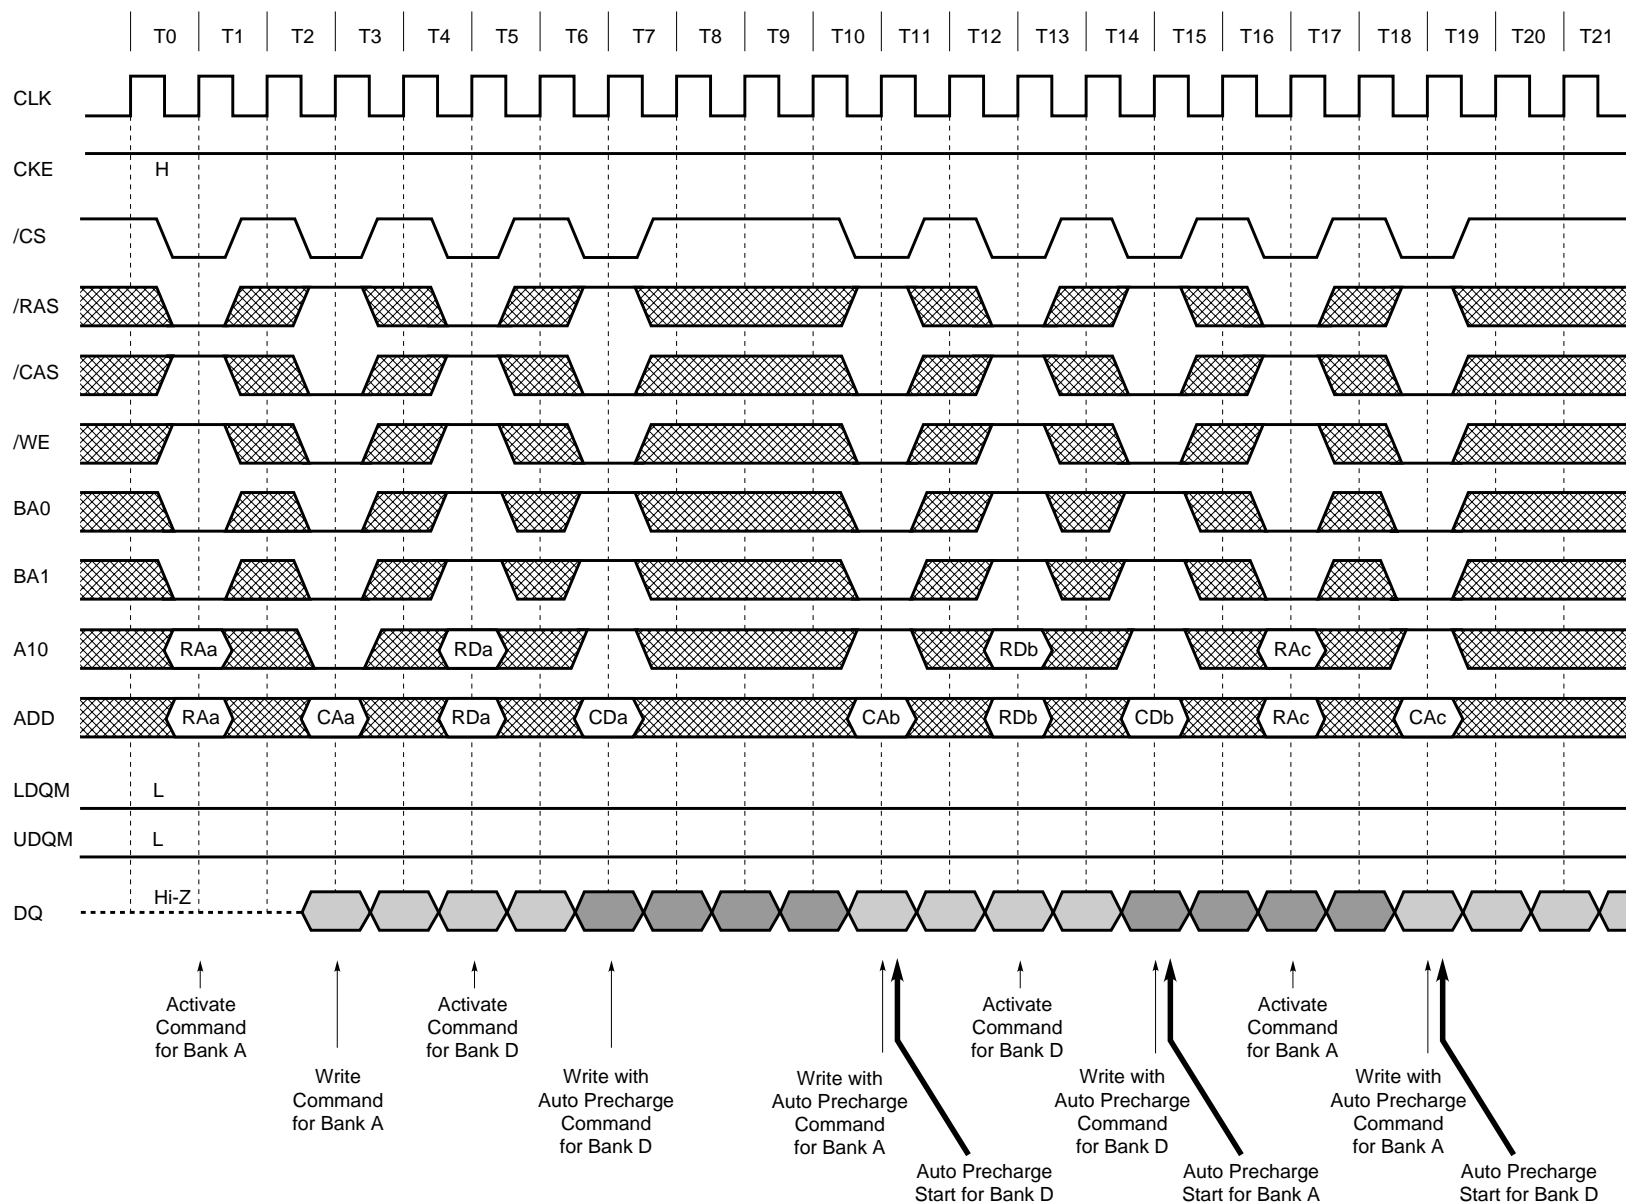 T0 T1 T2 T3 T4 T5 T6 T7 T8 T9 T10 T11 T12 T13 T14 T15 T16 T17 T18 T19 T20 T21
CLK
CKE H
/CS
/RAS
/CAS
/WE
BA0
BA1
A10 RAa RDa RDb RAc
ADD RAa CAa RDa CDa CAb RDb CDb RAc CAc
LDQM L
UDQM L
DQ Hi-Z
Activate
Command
for Bank A
Write
Command
for Bank A
Activate
Command
for Bank D
Write with
Auto Precharge
Command
for Bank D
Write with
Auto Precharge
Command
for Bank A
Auto Precharge
Start for Bank D
Activate
Command
for Bank D
Write with
Auto Precharge
Command
for Bank D
Auto Precharge
Start for Bank A
Activate
Command
for Bank A
Write with
Auto Precharge
Command
for Bank A
Auto Precharge
Start for Bank D